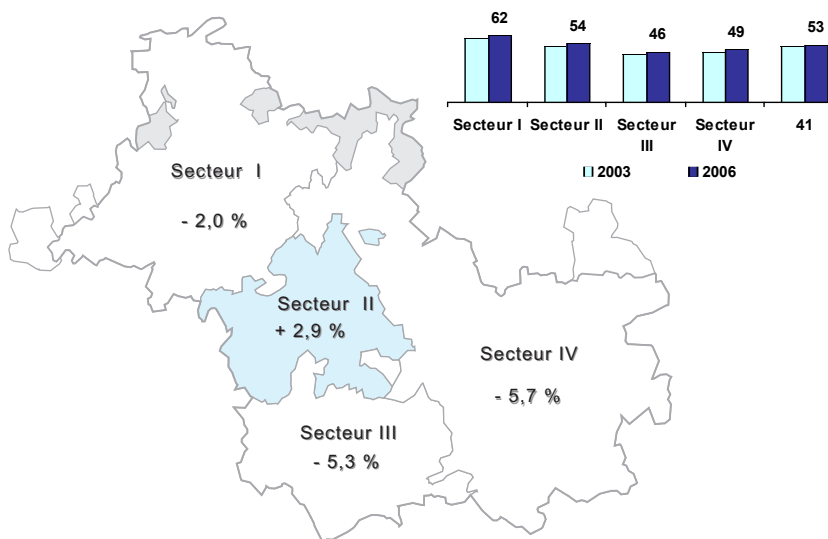 62
54
46
49
53
Secteur I
Secteur II
Secteur
III
Secteur
IV
41
2003
2006
Secteur I
- 2,0 %
Secteur II
+ 2,9 %
Secteur IV
- 5,7 %
Secteur III
- 5,3 %